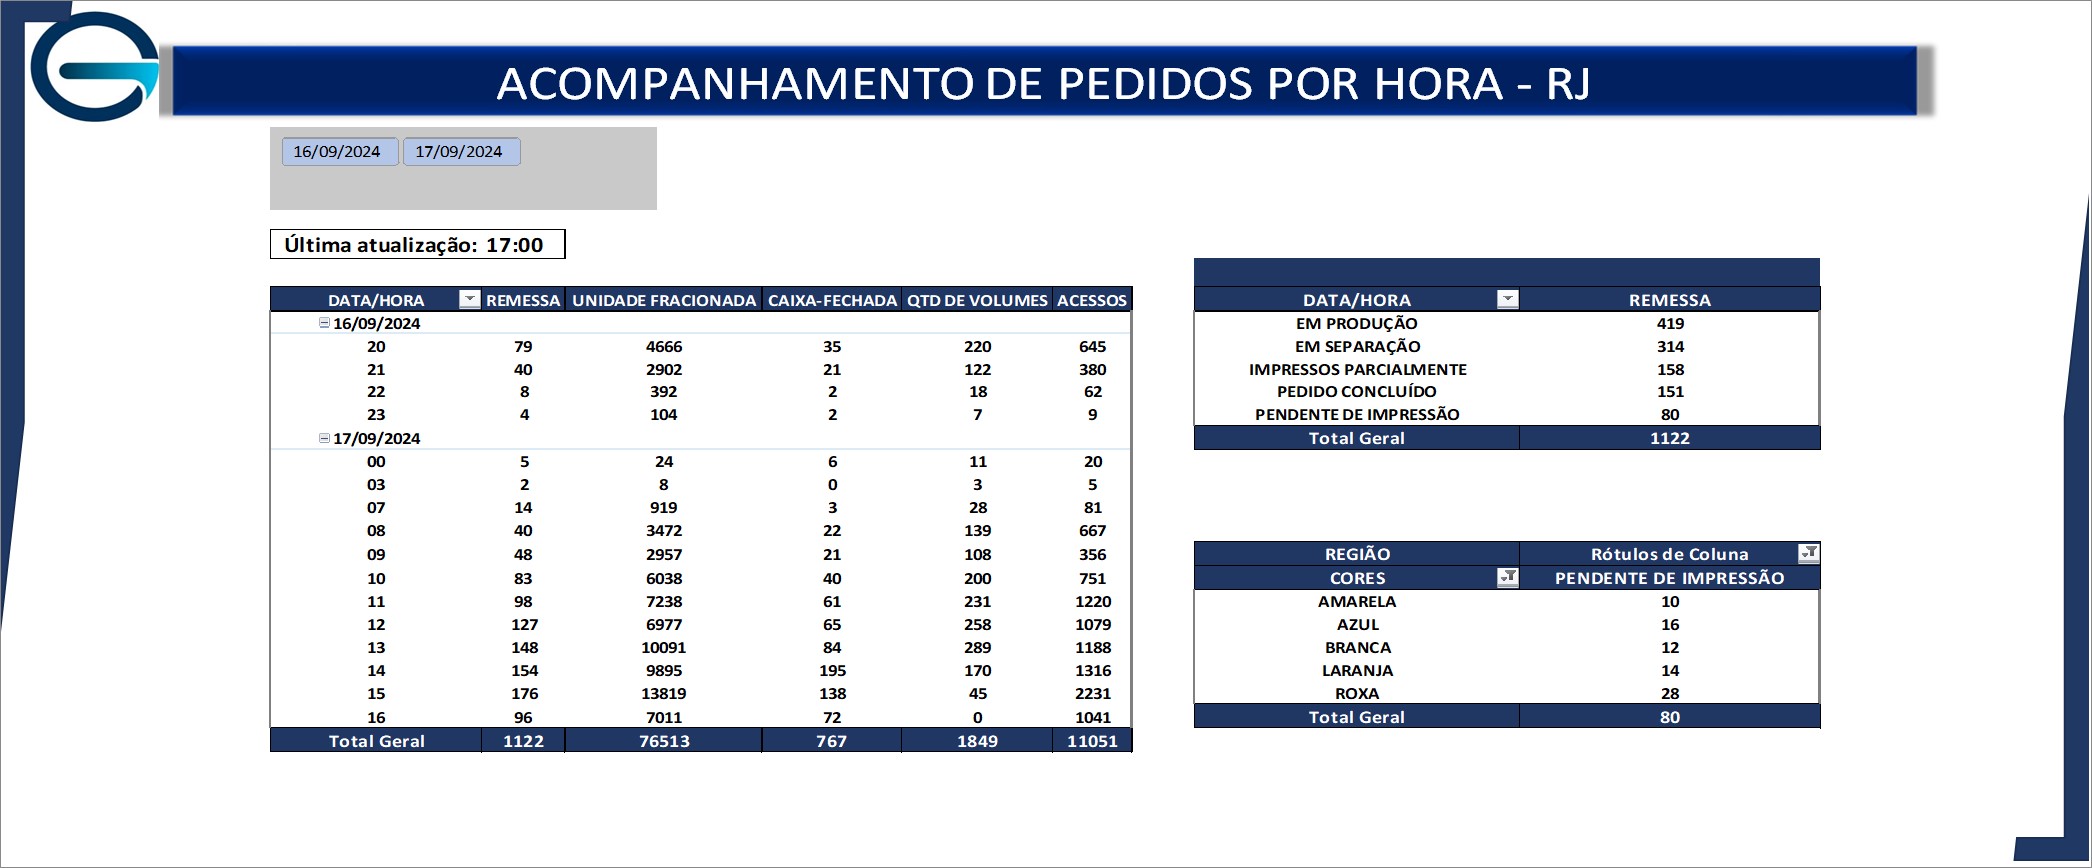 ACOMPANHAMENTO DE PEDIDOS POR HORA - RJ
16/09/2024 17/09/2024
Última atualização: 17:00
DATA/HORA REMESSA UNIDADE FRACIONADA CAIXA-FECHADA QTD DE VOLUMES ACESSOS
16/09/2024
20 79 4666 35 220 645
21 40 2902 21 122 380
22 8 392 2 18 62
23 4 104 2 7 9
17/09/2024
00 5 24 6 11 20
03 2 8 0 3 5
07 14 919 3 28 81
08 40 3472 22 139 667
09 48 2957 21 108 356
10 83 6038 40 200 751
11 98 7238 61 231 1220
12 127 6977 65 258 1079
13 148 10091 84 289 1188
14 154 9895 195 170 1316
15 176 13819 138 45 2231
16 96 7011 72 0 1041
Total Geral 1122 76513 767 1849 11051
DATA/HORA REMESSA
EM PRODUÇÃO 419
EM SEPARAÇÃO 314
IMPRESSOS PARCIALMENTE 158
PEDIDO CONCLUÍDO 151
PENDENTE DE IMPRESSÃO 80
Total Geral 1122
REGIÃO Rótulos de Coluna
CORES PENDENTE DE IMPRESSÃO
AMARELA 10
AZUL 16
BRANCA 12
LARANJA 14
ROXA 28
Total Geral 80